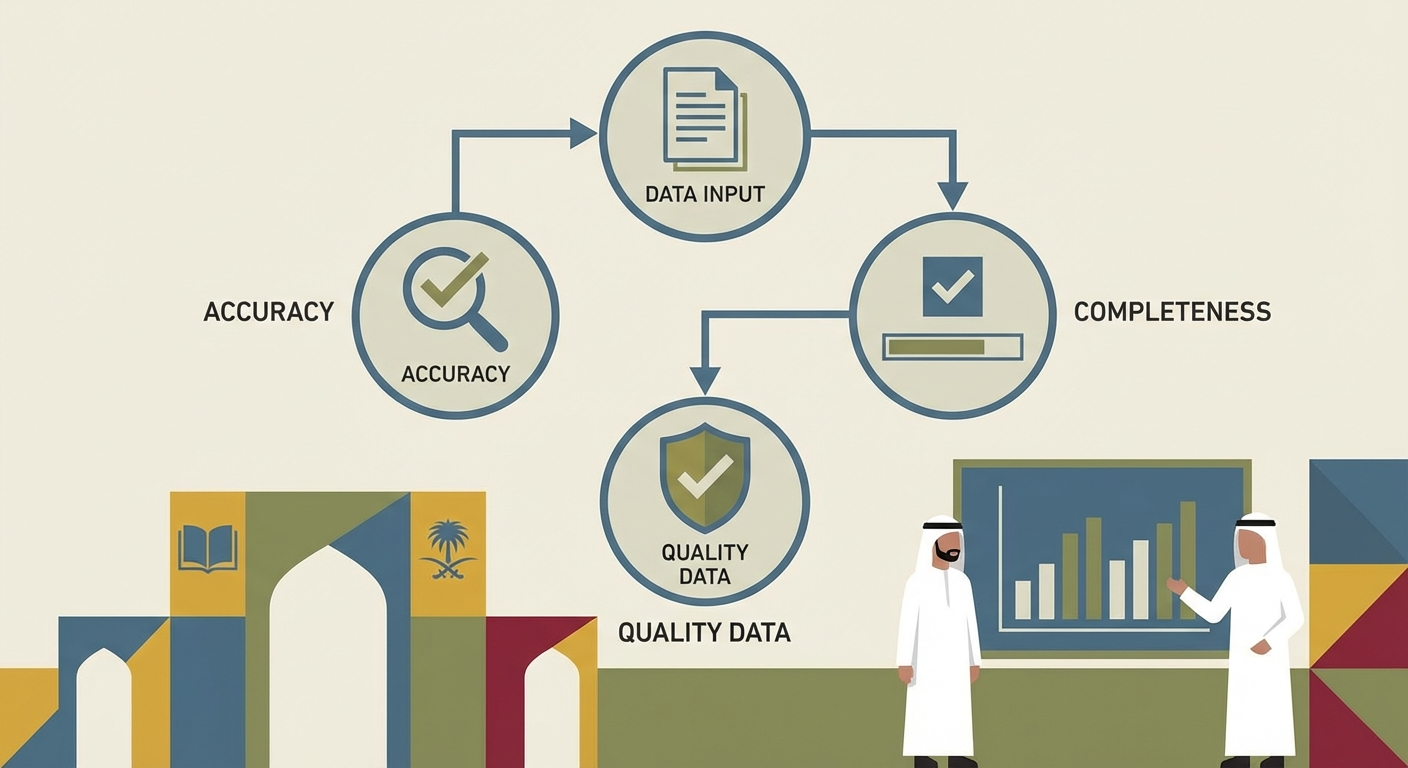 DATA INPUT
ACCURACY
ACCURACY
COMPLETENESS
QUALITY
DATA
QUALITY DATA